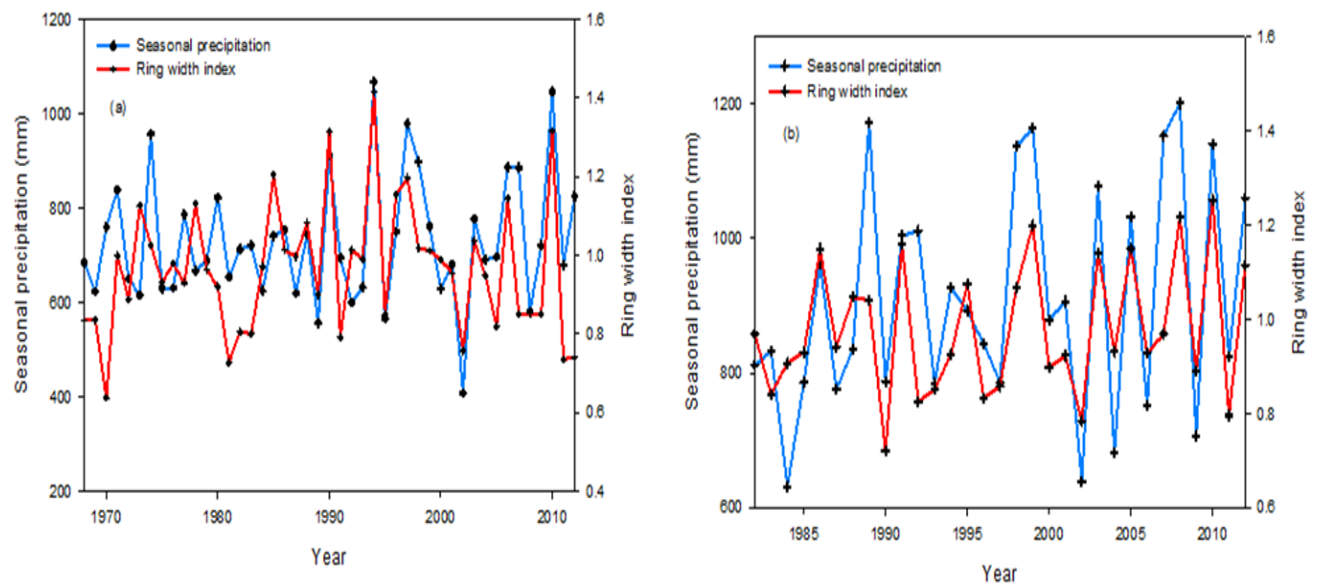 1200
1000
800
600
400
200
Seasonal precipitation (mm)
Seasonal precipitation
Ring width index
(a)
1.6
1.4
1.2
1.0
0.8
0.6
0.4
Ring width index
1970
1980
1990
2000
2010
Year
1200
1000
800
600
Seasonal precipitation (mm)
Seasonal precipitation
Ring width index
(b)
1.6
1.4
1.2
1.0
0.8
0.6
Ring width index
1985
1990
1995
2000
2005
2010
Year